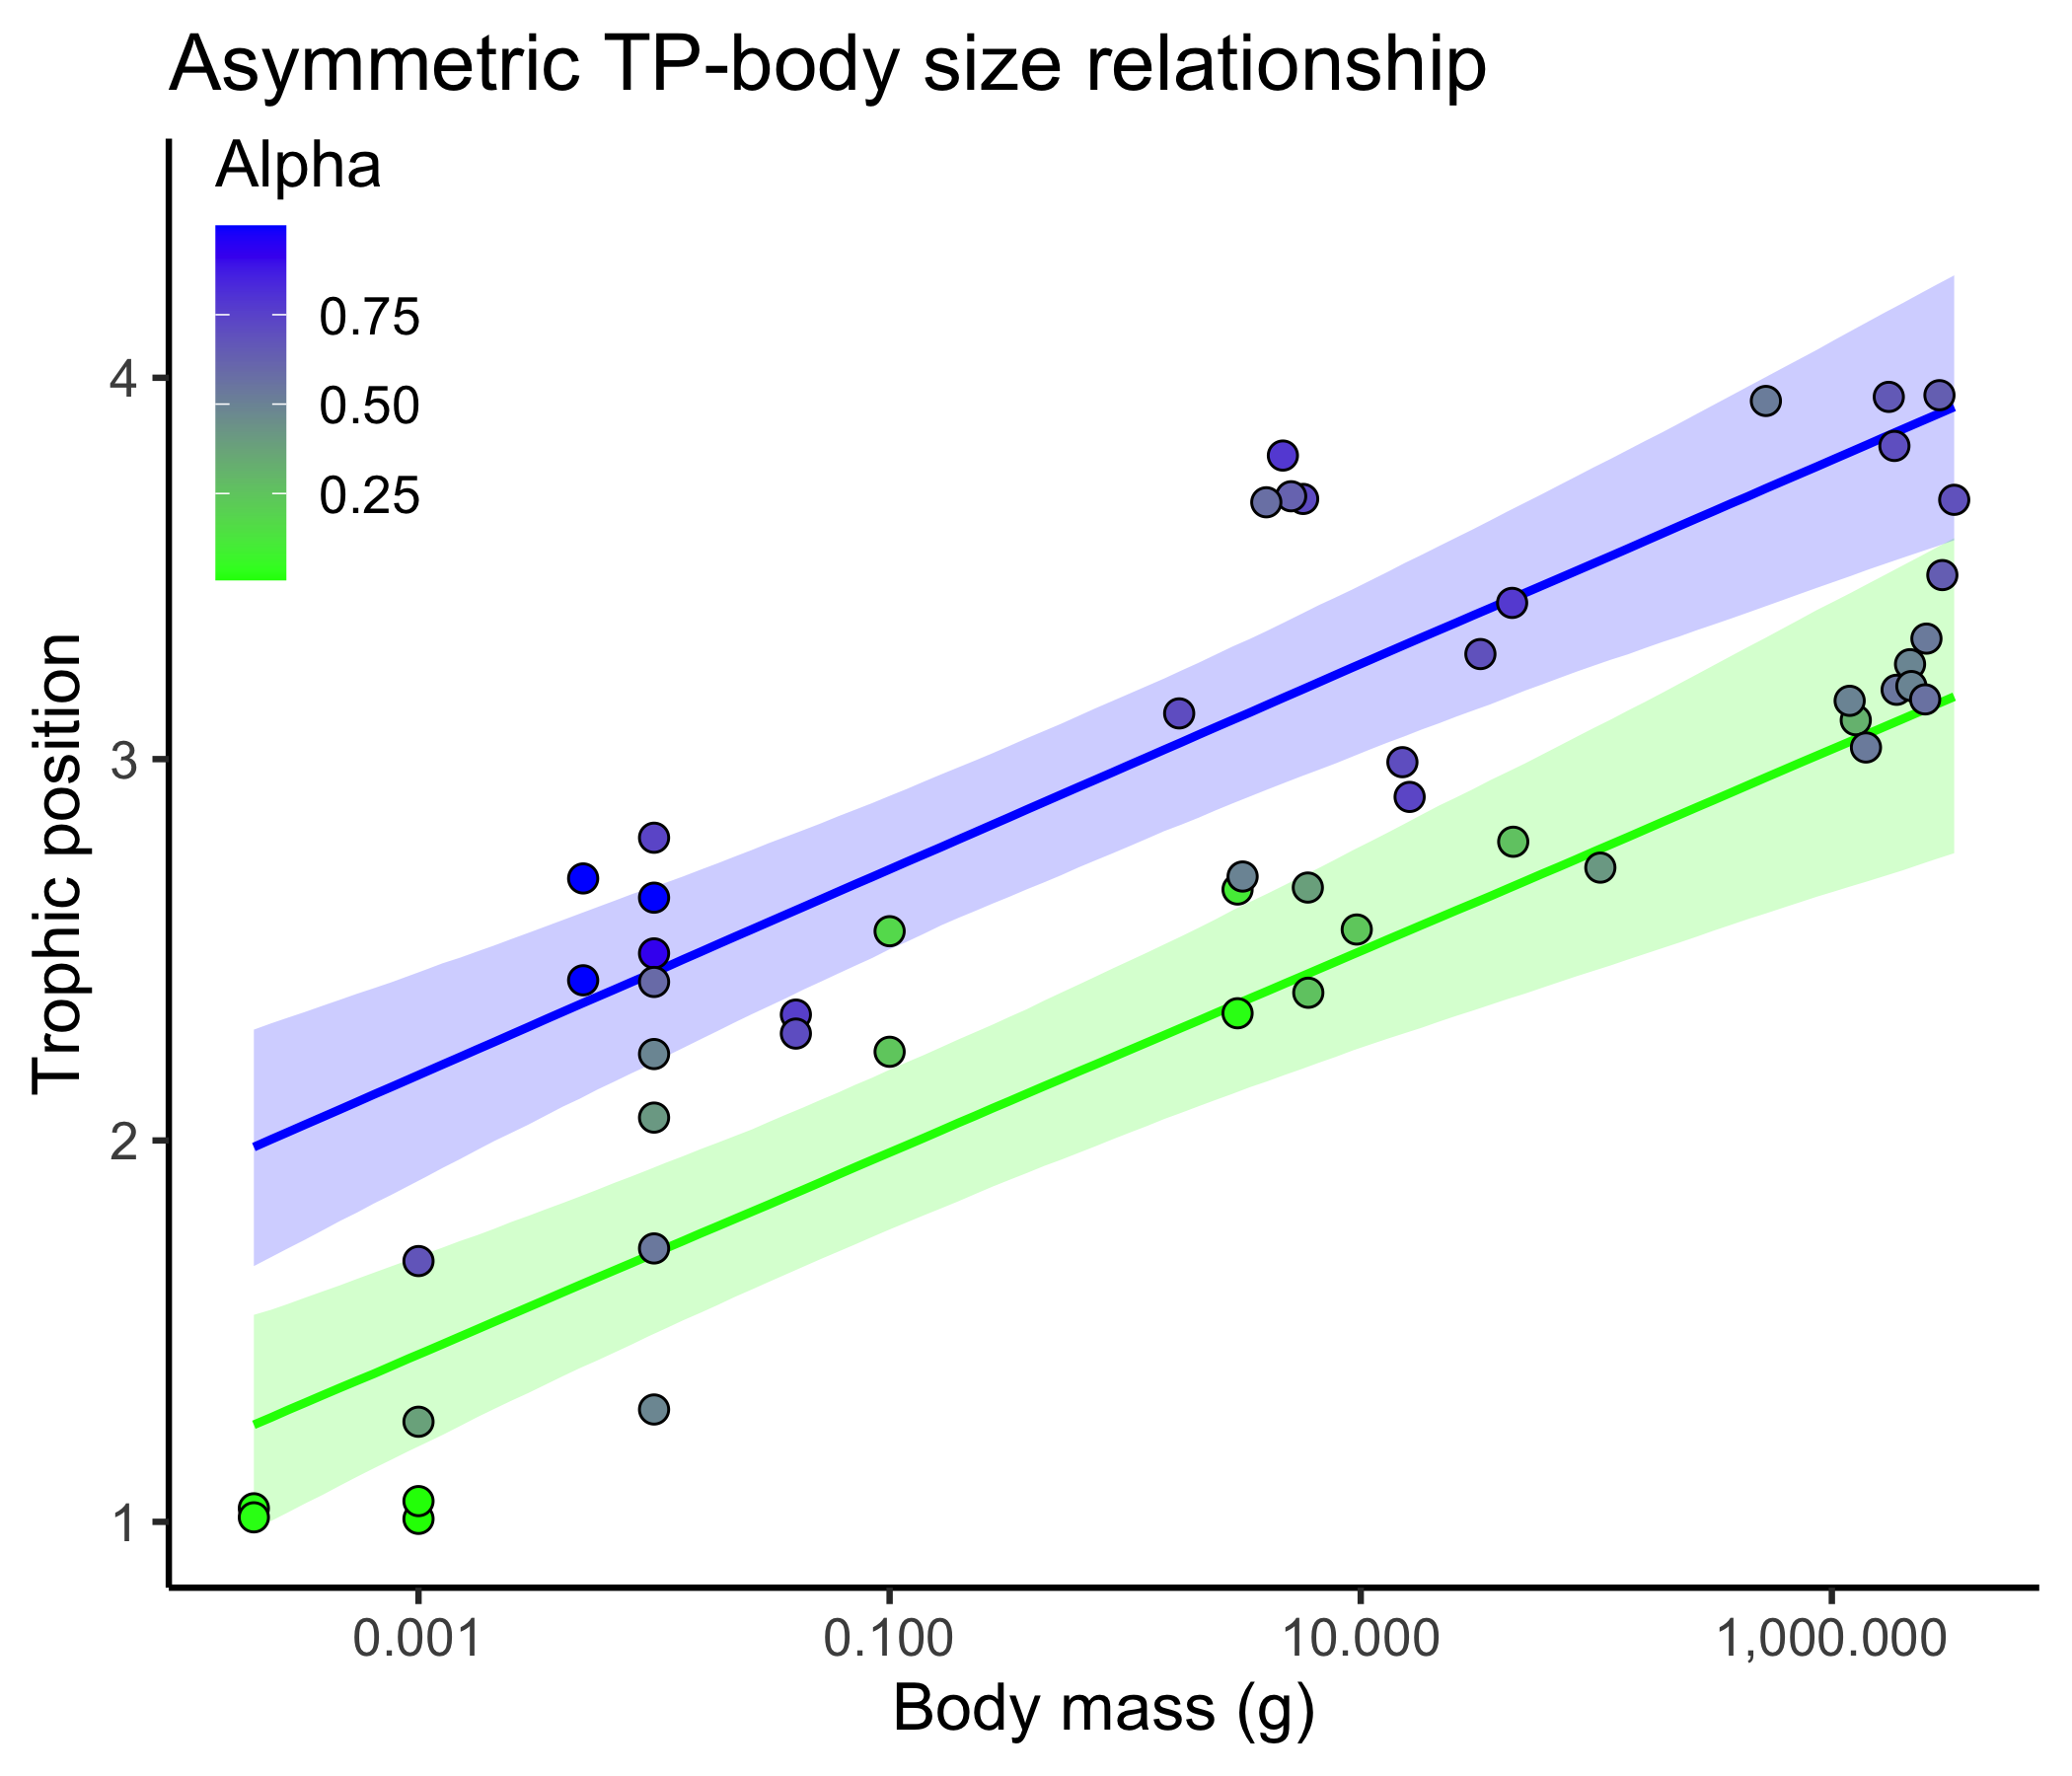 Asymmetric TP-body size relationship
Alpha
0.75
0.50
0.25
Trophic position
4
3
2
1
0.001 0.100 10.000 1,000.000
Body mass (g)